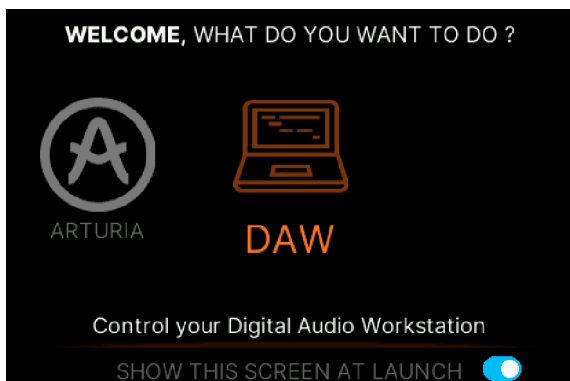 WELCOME, WHAT DO YOU WANT TO DO ?
ARTURIA
DAW
Control your Digital Audio Workstation
SHOW THIS SCREEN AT LAUNCH